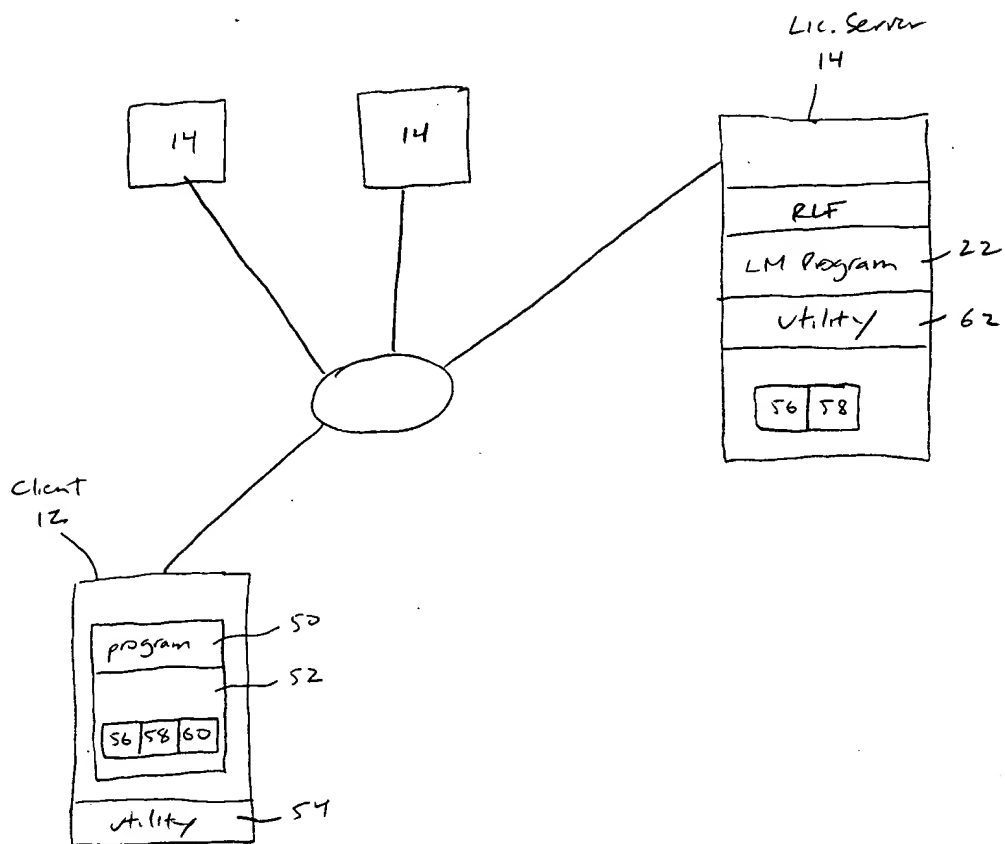 Lic. Server
14
14
14
RLF
LM Program
22
Utility
62
56 58
Client
12
program
50
52
56 58 60
utility
54